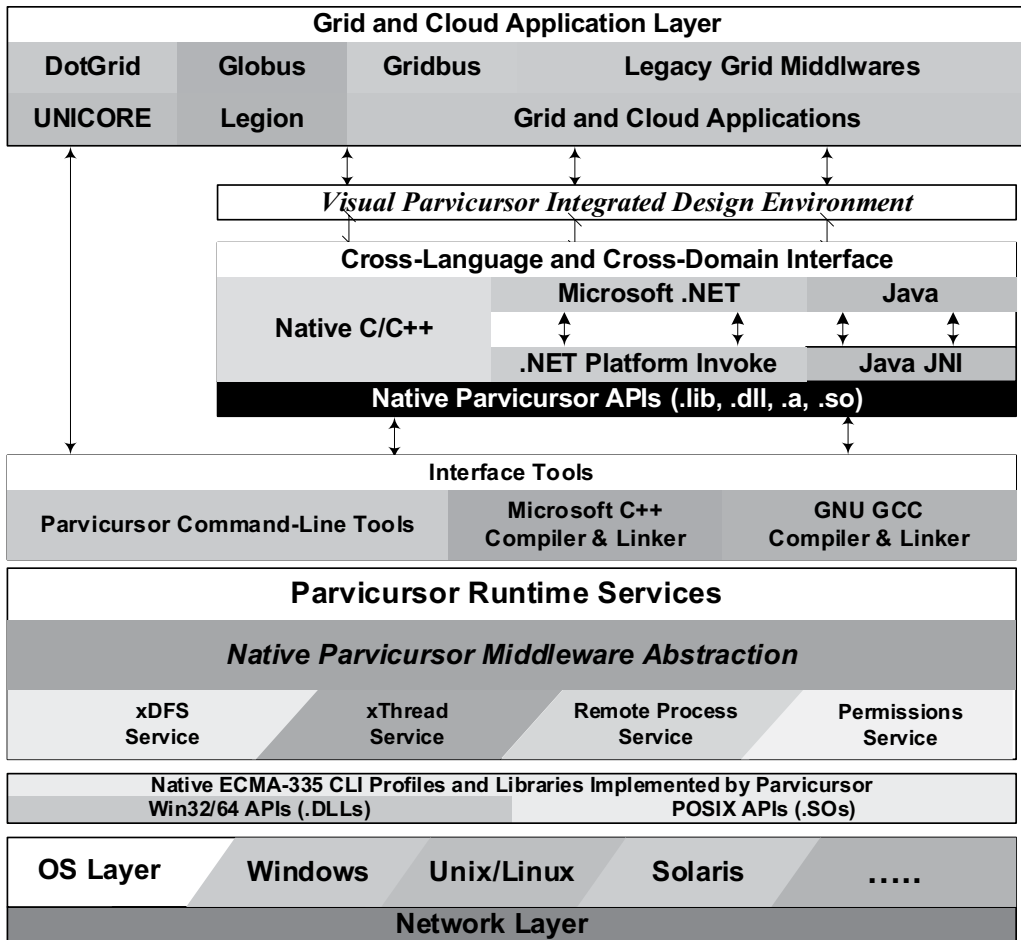 Grid and Cloud Application Layer
DotGrid Globus Gridbus Legacy Grid Middlwares
UNICORE Legion Grid and Cloud Applications
Visual Parvicursor Integrated Design Environment
Cross-Language and Cross-Domain Interface
Microsoft .NET Java
Native C/C++
.NET Platform Invoke Java JNI
Native Parvicursor APIs (.lib, .dll, .a, .so)
Interface Tools
Parvicursor Command-Line Tools
Microsoft C++
Compiler & Linker
GNU GCC
Compiler & Linker
Parvicursor Runtime Services
Native Parvicursor Middleware Abstraction
xDFS
Service
xThread
Service
Remote Process
Service
Permissions
Service
Native ECMA-335 CLI Profiles and Libraries Implemented by Parvicursor
Win32/64 APIs (.DLLs) POSIX APIs (.SOs)
OS Layer Windows Unix/Linux Solaris .....
Network Layer